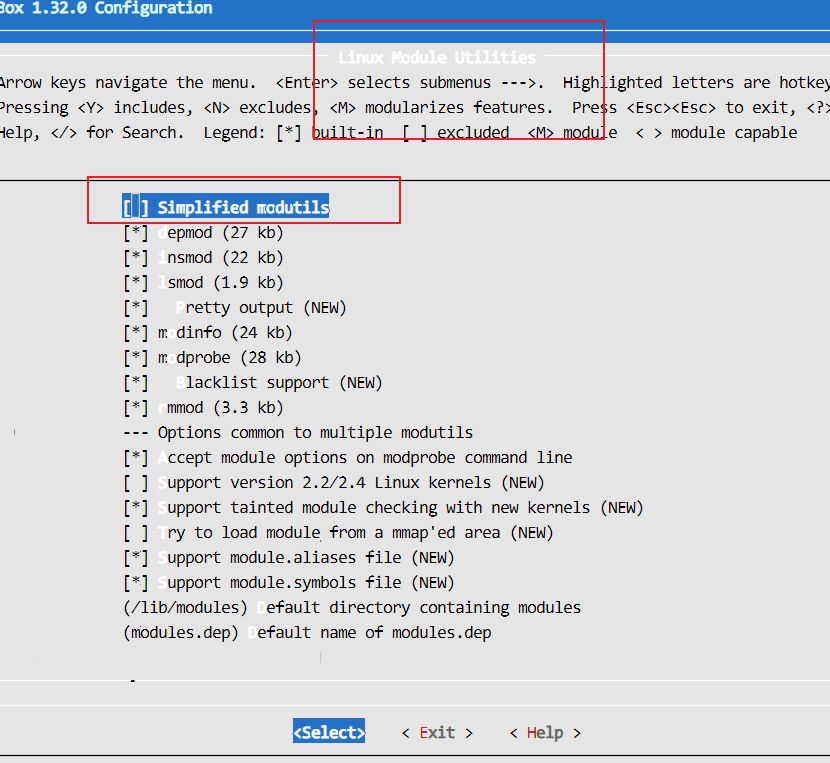 Box 1.32.0 Configuration
Linux Module Utilities
Arrow keys navigate the menu. <Enter> selects submenus --->. Highlighted letters are hotkey
Pressing <Y> includes, <N> excludes, <M> modularizes features. Press <Esc><Esc> to exit, <?>
Help, </> for Search. Legend: [*] built-in [ ] excluded <M> module < > module capable
[ ] Simplified modutils
[*] depmod (27 kb)
[*] insmod (22 kb)
[*] lsmod (1.9 kb)
[*] Pretty output (NEW)
[*] modinfo (24 kb)
[*] modprobe (28 kb)
[*] Blacklist support (NEW)
[*] rmmod (3.3 kb)
--- Options common to multiple modutils
[*] Accept module options on modprobe command line
[ ] Support version 2.2/2.4 Linux kernels (NEW)
[*] Support tainted module checking with new kernels (NEW)
[ ] Try to load module from a mmap'ed area (NEW)
[*] Support module.aliases file (NEW)
[*] Support module.symbols file (NEW)
(/lib/modules) Default directory containing modules
(modules.dep) Default name of modules.dep
<Select> < Exit > < Help >